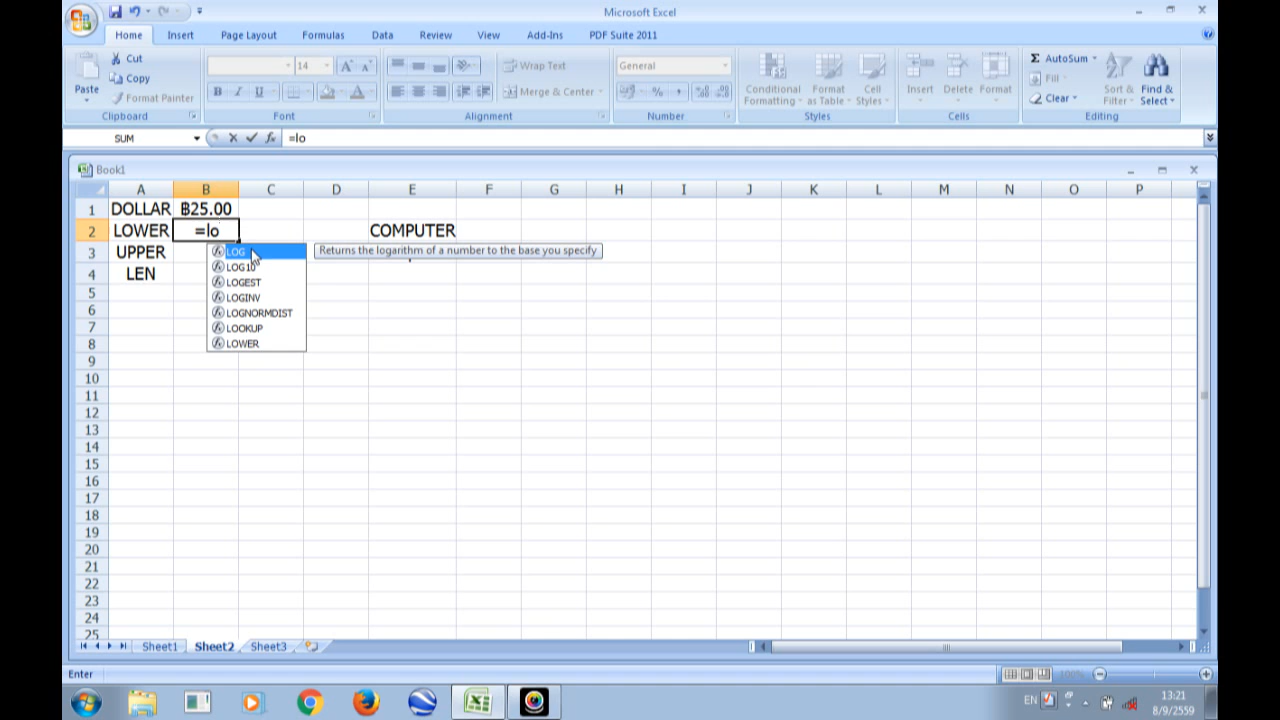 Microsoft Excel
Home Insert Page Layout Formulas Data Review View Add-Ins PDF Suite 2011
Paste
Cut
Copy
Format Painter
Clipboard
14
B I U
Font
Wrap Text
Merge & Center
Alignment
General
Number
Conditional Formatting
Format as Table
Cell Styles
Styles
Insert
Delete
Format
Cells
AutoSum
Fill
Clear
Sort & Filter
Find & Select
Editing
SUM =lo
Book1
A B C D E F G H I J K L M N O P
1 DOLLAR ฿25.00
2 LOWER =lo COMPUTER
3 UPPER
4 LEN
LOG
Returns the logarithm of a number to the base you specify
LOG10
LOGEST
LOGINV
LOGNORMDIST
LOOKUP
LOWER
5
6
7
8
9
10
11
12
13
14
15
16
17
18
19
20
21
22
23
24
25
Sheet1 Sheet2 Sheet3
Enter
100%
EN
13:21
8/9/2559